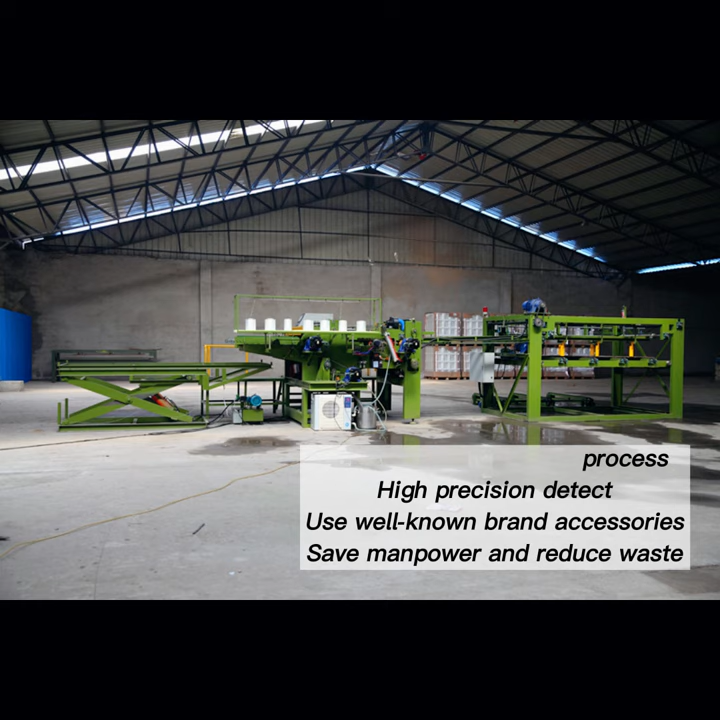 process
High precision detect
Use well-known brand accessories
Save manpower and reduce waste